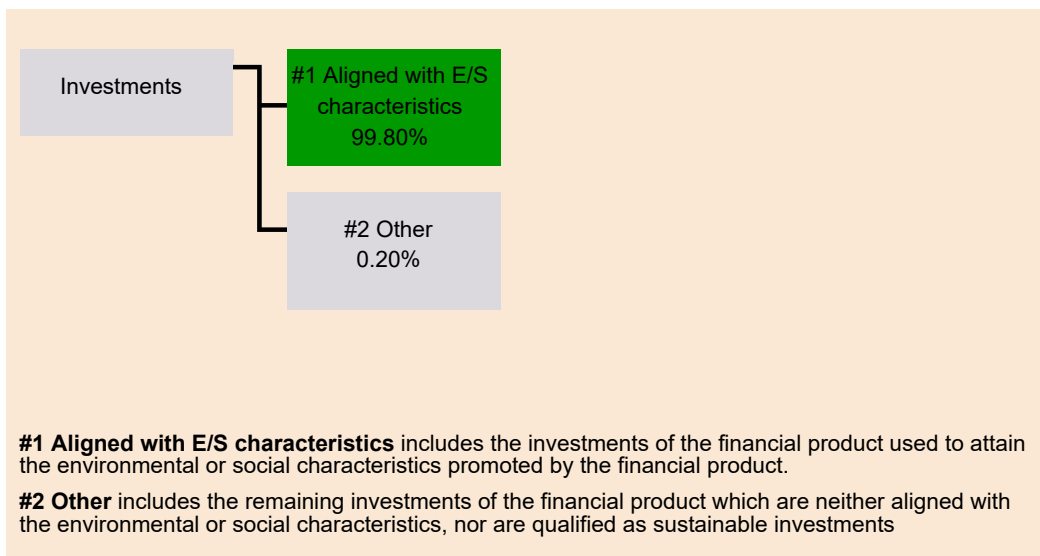 Investments
#1 Aligned with E/S
characteristics
99.80%
#2 Other
0.20%
#1 Aligned with E/S characteristics includes the investments of the financial product used to attain
the environmental or social characteristics promoted by the financial product.
#2 Other includes the remaining investments of the financial product which are neither aligned with
the environmental or social characteristics, nor are qualified as sustainable investments